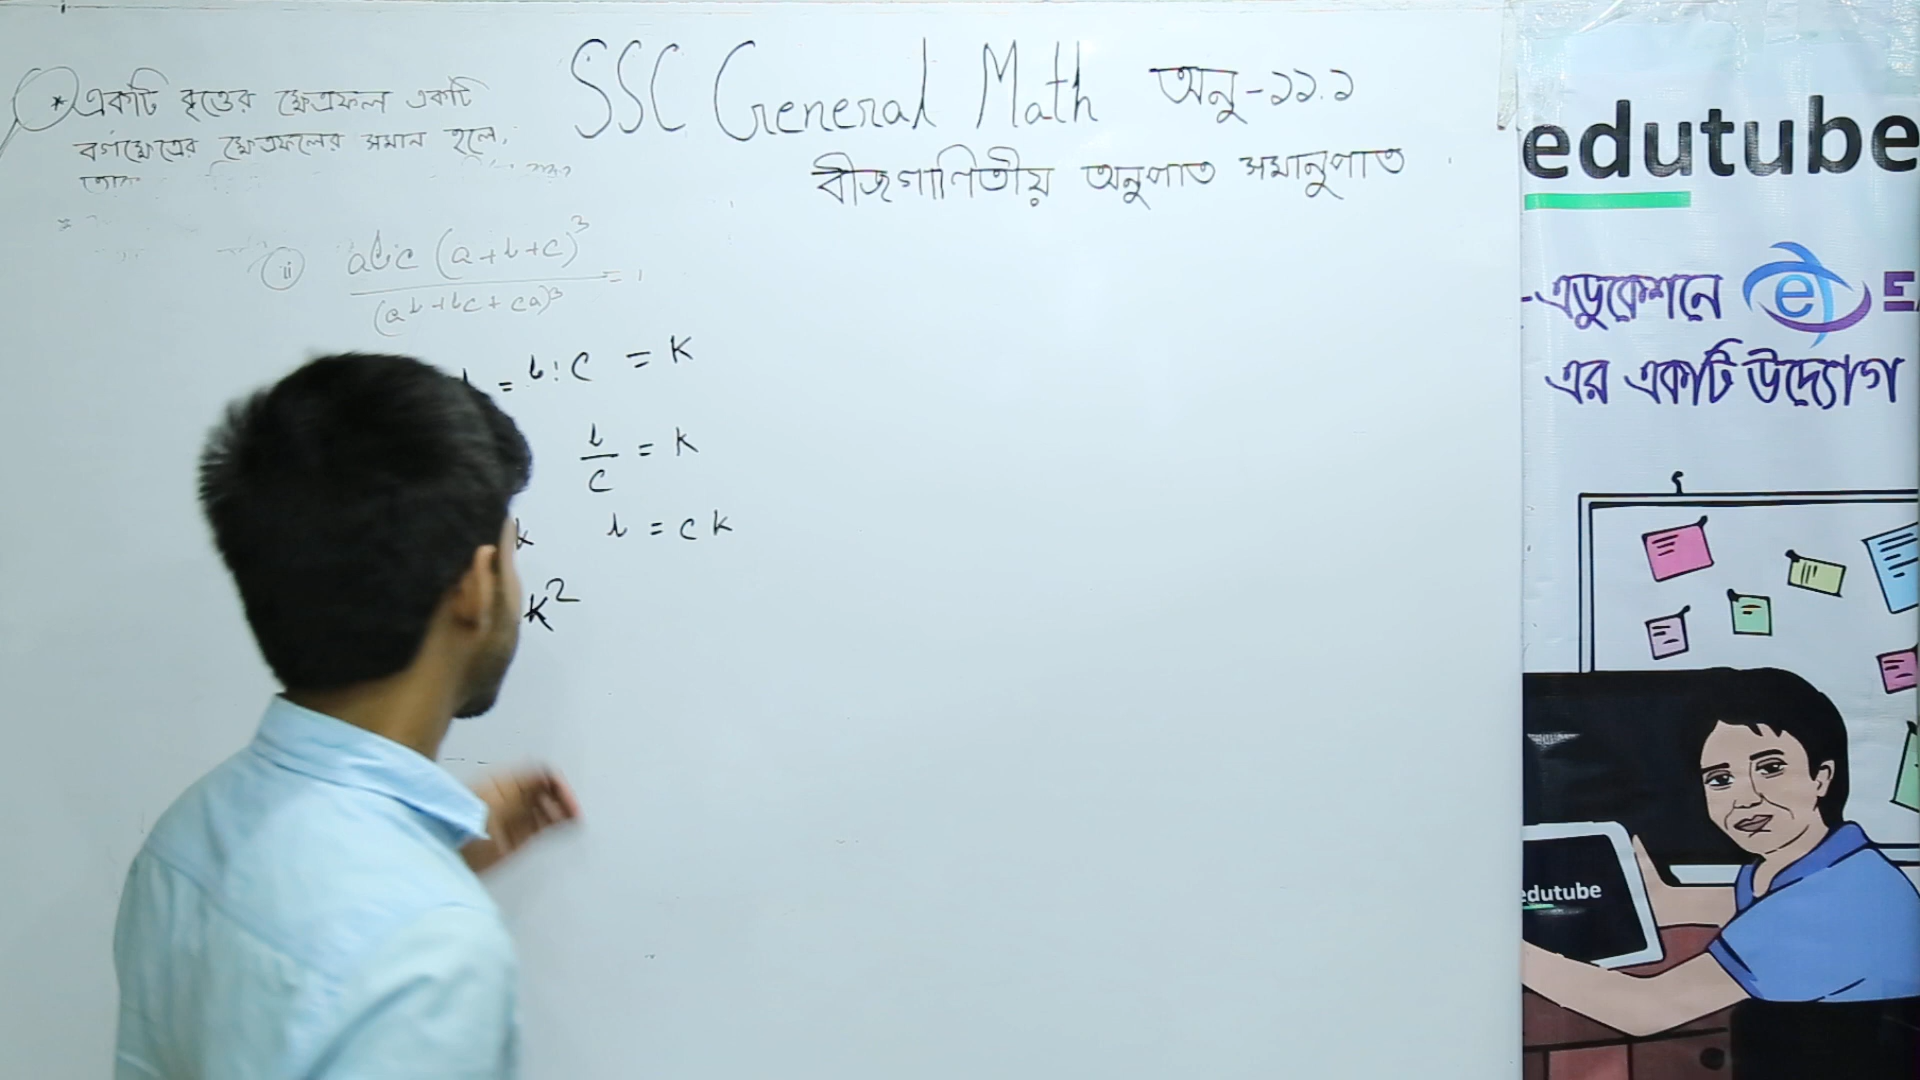 SSC General Math অনু-১১.১
বীজগাণিতীয় অনুপাত সমানুপাত
*একটি বৃত্তের ক্ষেত্রফল একটি
বর্গক্ষেত্রের ক্ষেত্রফলের সমান হলে,
ii abc (a+b+c)³
(ab+bc+ca)³ = 1
= b:c = k
b/c = k
k b = ck
k²
edutube
-এডুকেশনে e
এর একটি উদ্যোগ
edutube